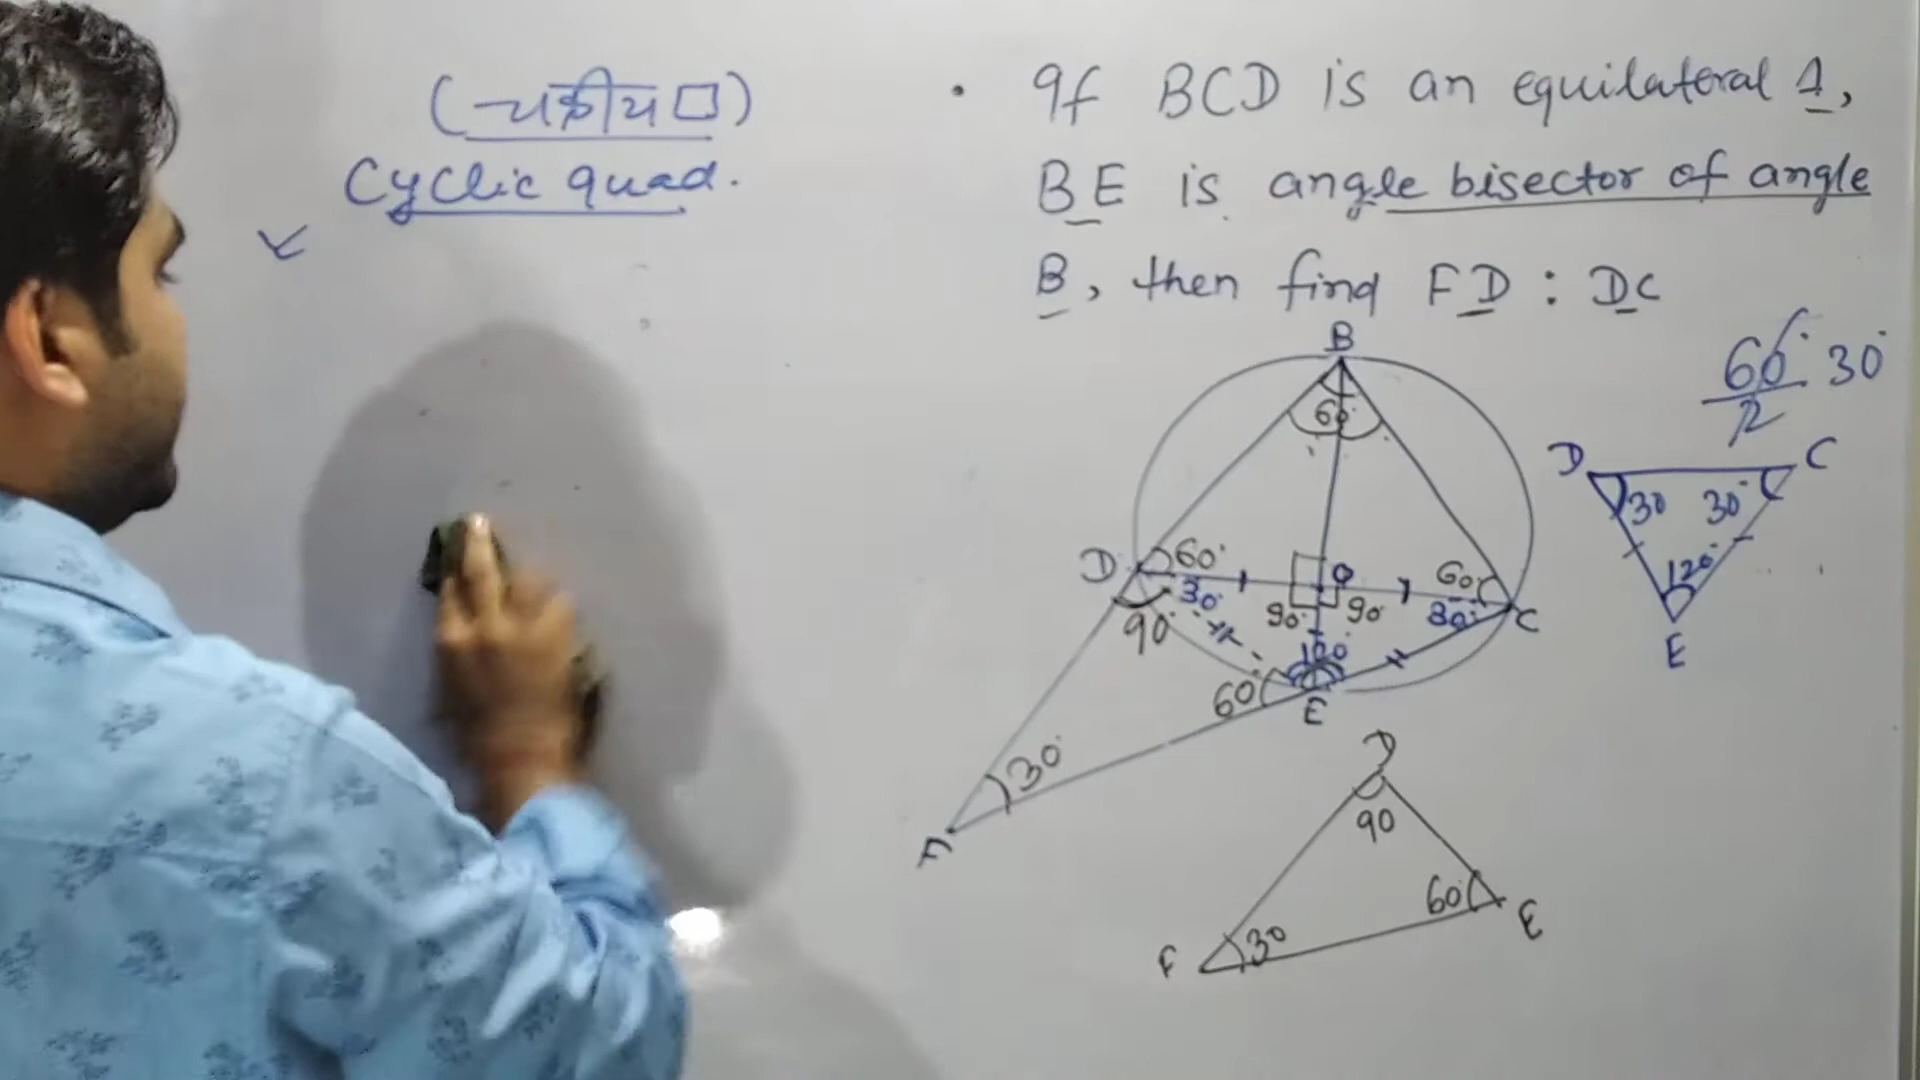 (चक्रीय □)
Cyclic quad.
If BCD is an equilateral Δ,
BE is angle bisector of angle
B, then find FD : DC
60° 30°
2
B
60°
D 60° O 60° C
30° 90° 90° 30°
90° 120°
60° E
30°
F
D C
30 30°
120°
E
D
90
60° E
F 30